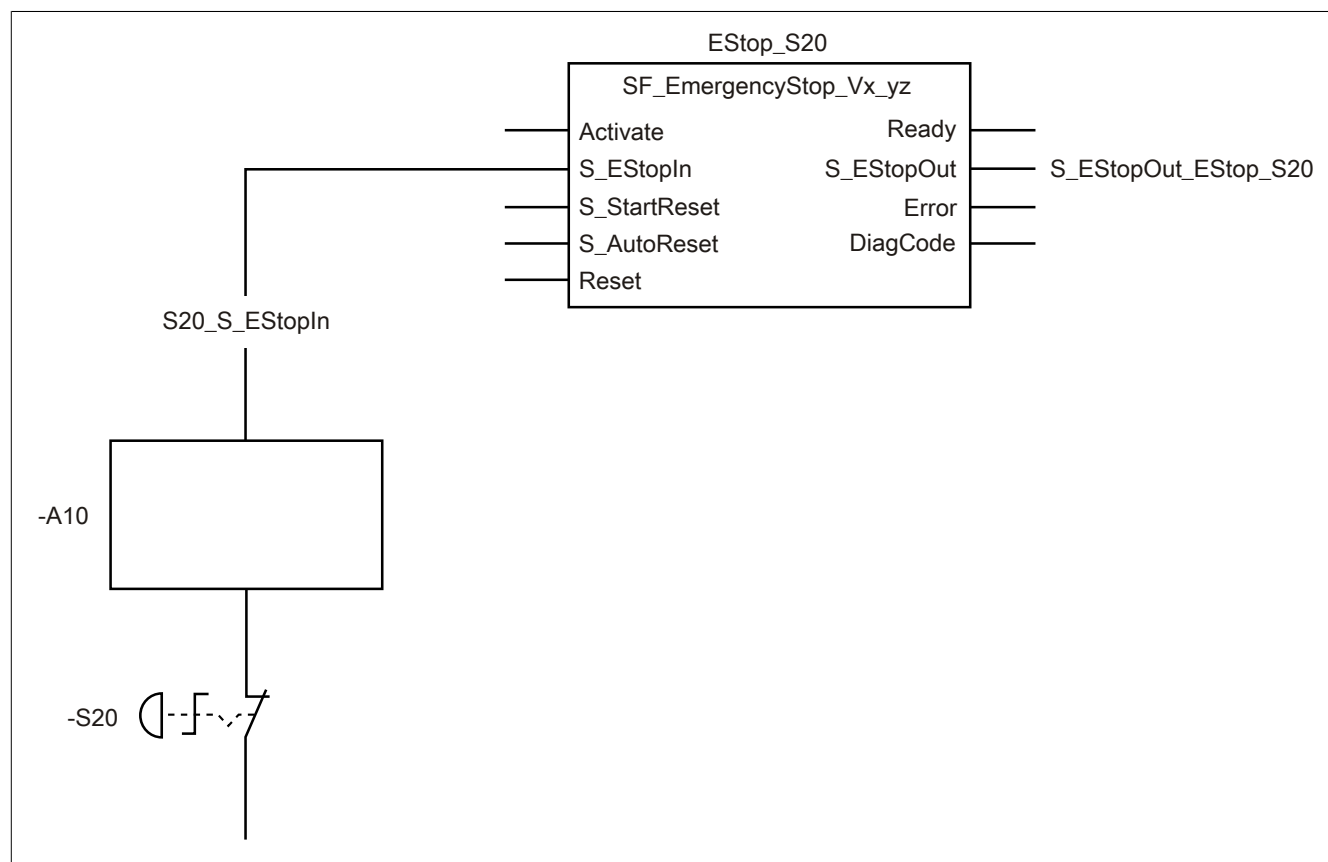 EStop_S20
SF_EmergencyStop_Vx_yz
Activate
Ready
S_EStopIn
S_EStopOut
S_EStopOut_EStop_S20
S_StartReset
Error
S_AutoReset
DiagCode
Reset
S20_S_EStopIn
-A10
-S20